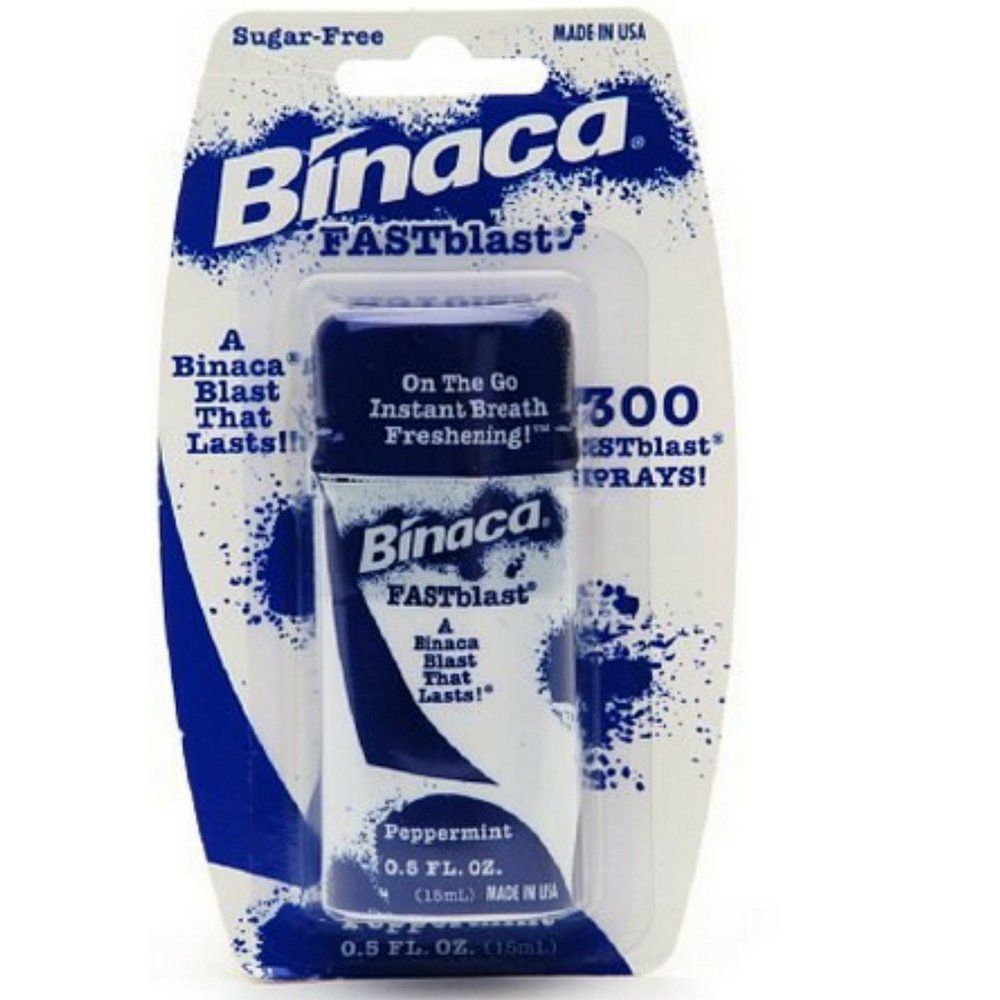 Sugar-Free
MADE IN USA
Binaca®
FASTblast®
A
Binaca®
Blast
That
Lasts!
300
STblast®
PRAYS!
On The Go
Instant Breath
Freshening!™
Binaca®
FASTblast®
A
Binaca
Blast
That
Lasts!®
Peppermint
0.5 FL. OZ.
(15mL) MADE IN USA
Peppermint
0.5 FL. OZ. (15mL)